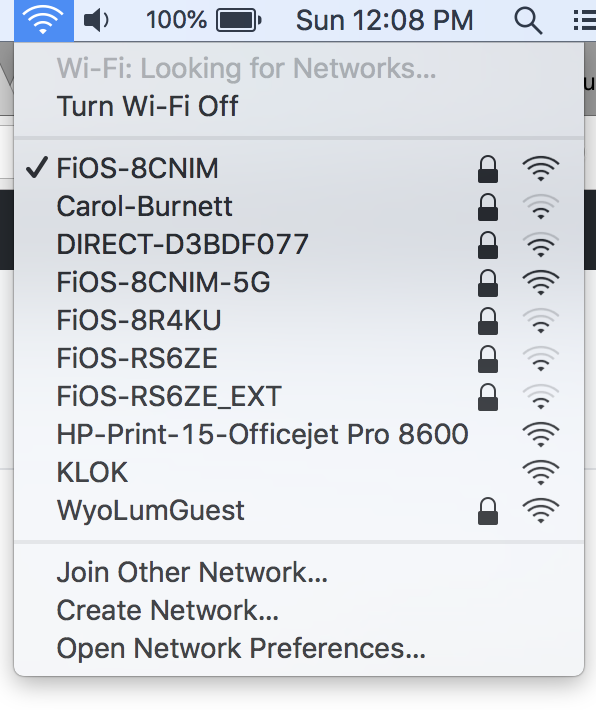 100% Sun 12:08 PM
Wi-Fi: Looking for Networks...
Turn Wi-Fi Off
FiOS-8CNIM
Carol-Burnett
DIRECT-D3BDF077
FiOS-8CNIM-5G
FiOS-8R4KU
FiOS-RS6ZE
FiOS-RS6ZE_EXT
HP-Print-15-Officejet Pro 8600
KLOK
WyoLumGuest
Join Other Network...
Create Network...
Open Network Preferences...